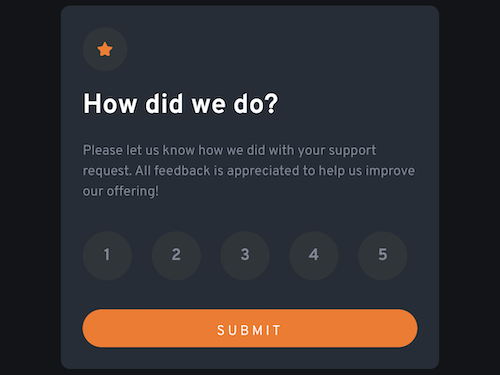 How did we do?
Please let us know how we did with your support
request. All feedback is appreciated to help us improve
our offering!
1 2 3 4 5
SUBMIT